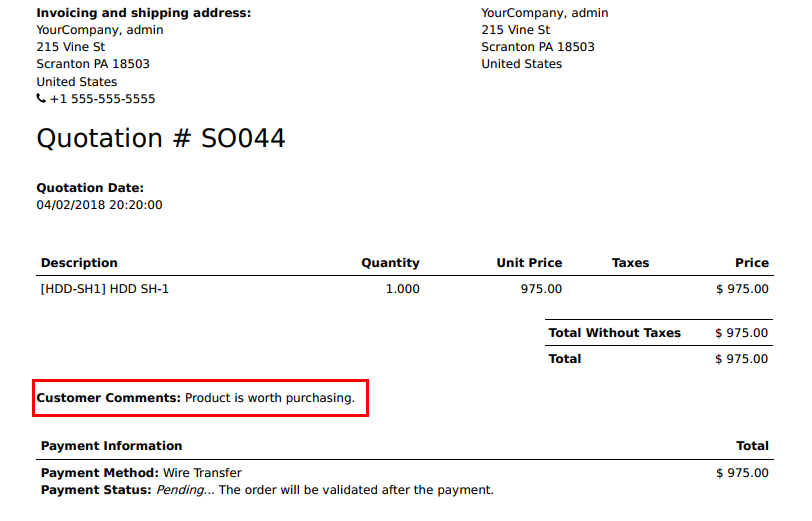 Invoicing and shipping address:
YourCompany, admin
215 Vine St
Scranton PA 18503
United States
+1 555-555-5555
YourCompany, admin
215 Vine St
Scranton PA 18503
United States
Quotation # SO044
Quotation Date:
04/02/2018 20:20:00
Description Quantity Unit Price Taxes Price
[HDD-SH1] HDD SH-1 1.000 975.00 $ 975.00
Total Without Taxes $ 975.00
Total $ 975.00
Customer Comments: Product is worth purchasing.
Payment Information Total
Payment Method: Wire Transfer $ 975.00
Payment Status: Pending... The order will be validated after the payment.